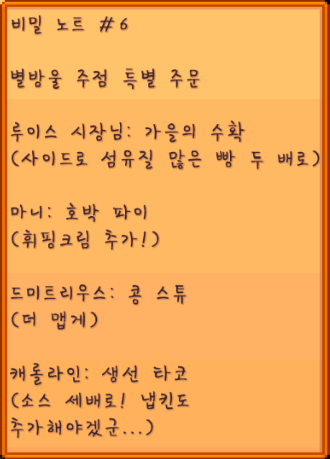 비밀 노트 #6
별방울 주점 특별 주문
루이스 시장님: 가을의 수확
(사이드로 섬유질 많은 빵 두 배로)
마니: 호박 파이
(휘핑크림 추가!)
드미트리우스: 콩 스튜
(더 맵게)
캐롤라인: 생선 타코
(소스 세배로! 냅킨도
추가해야겠군...)